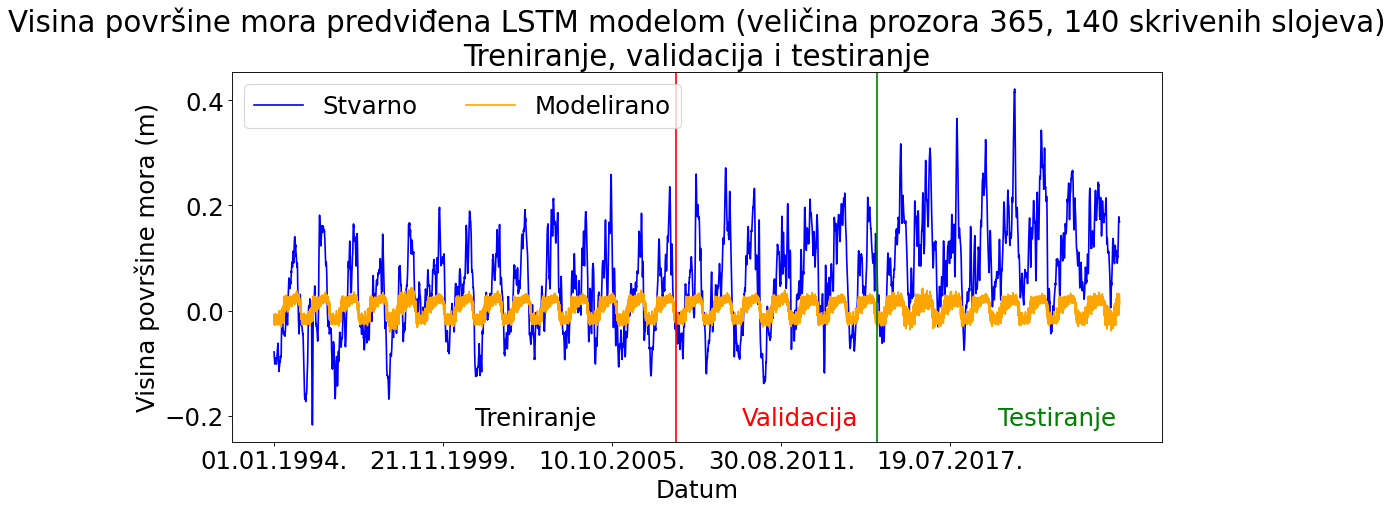 Visina površine mora predviđena LSTM modelom (veličina prozora 365, 140 skrivenih slojeva)
Treniranje, validacija i testiranje
Stvarno
Modelirano
Visina površine mora (m)
0.4
0.2
0.0
−0.2
Treniranje
Validacija
Testiranje
01.01.1994.
21.11.1999.
10.10.2005.
30.08.2011.
19.07.2017.
Datum